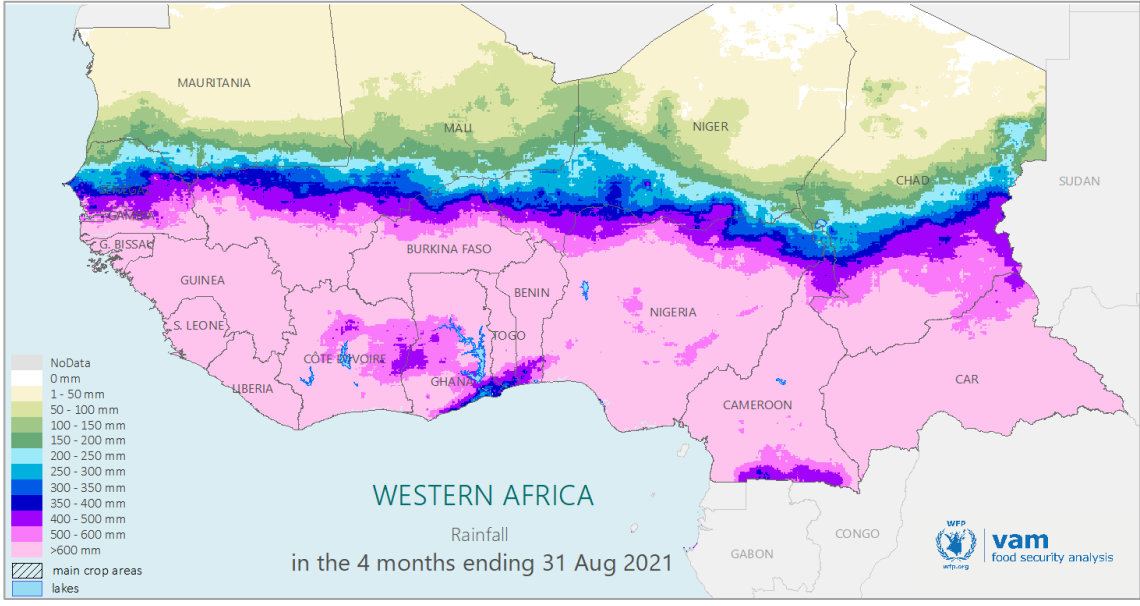 MAURITANIA
MALI
NIGER
CHAD
SUDAN
SENEGAL
GAMBIA
G. BISSAU
BURKINA FASO
GUINEA
BENIN
NIGERIA
S. LEONE
TOGO
CÔTE D'IVOIRE
GHANA
LIBERIA
CAR
CAMEROON
NoData
0 mm
1 - 50 mm
50 - 100 mm
100 - 150 mm
150 - 200 mm
200 - 250 mm
250 - 300 mm
300 - 350 mm
350 - 400 mm
400 - 500 mm
500 - 600 mm
>600 mm
main crop areas
lakes
WESTERN AFRICA
Rainfall
in the 4 months ending 31 Aug 2021
GABON
CONGO
WFP
wfp.org
vam
food security analysis